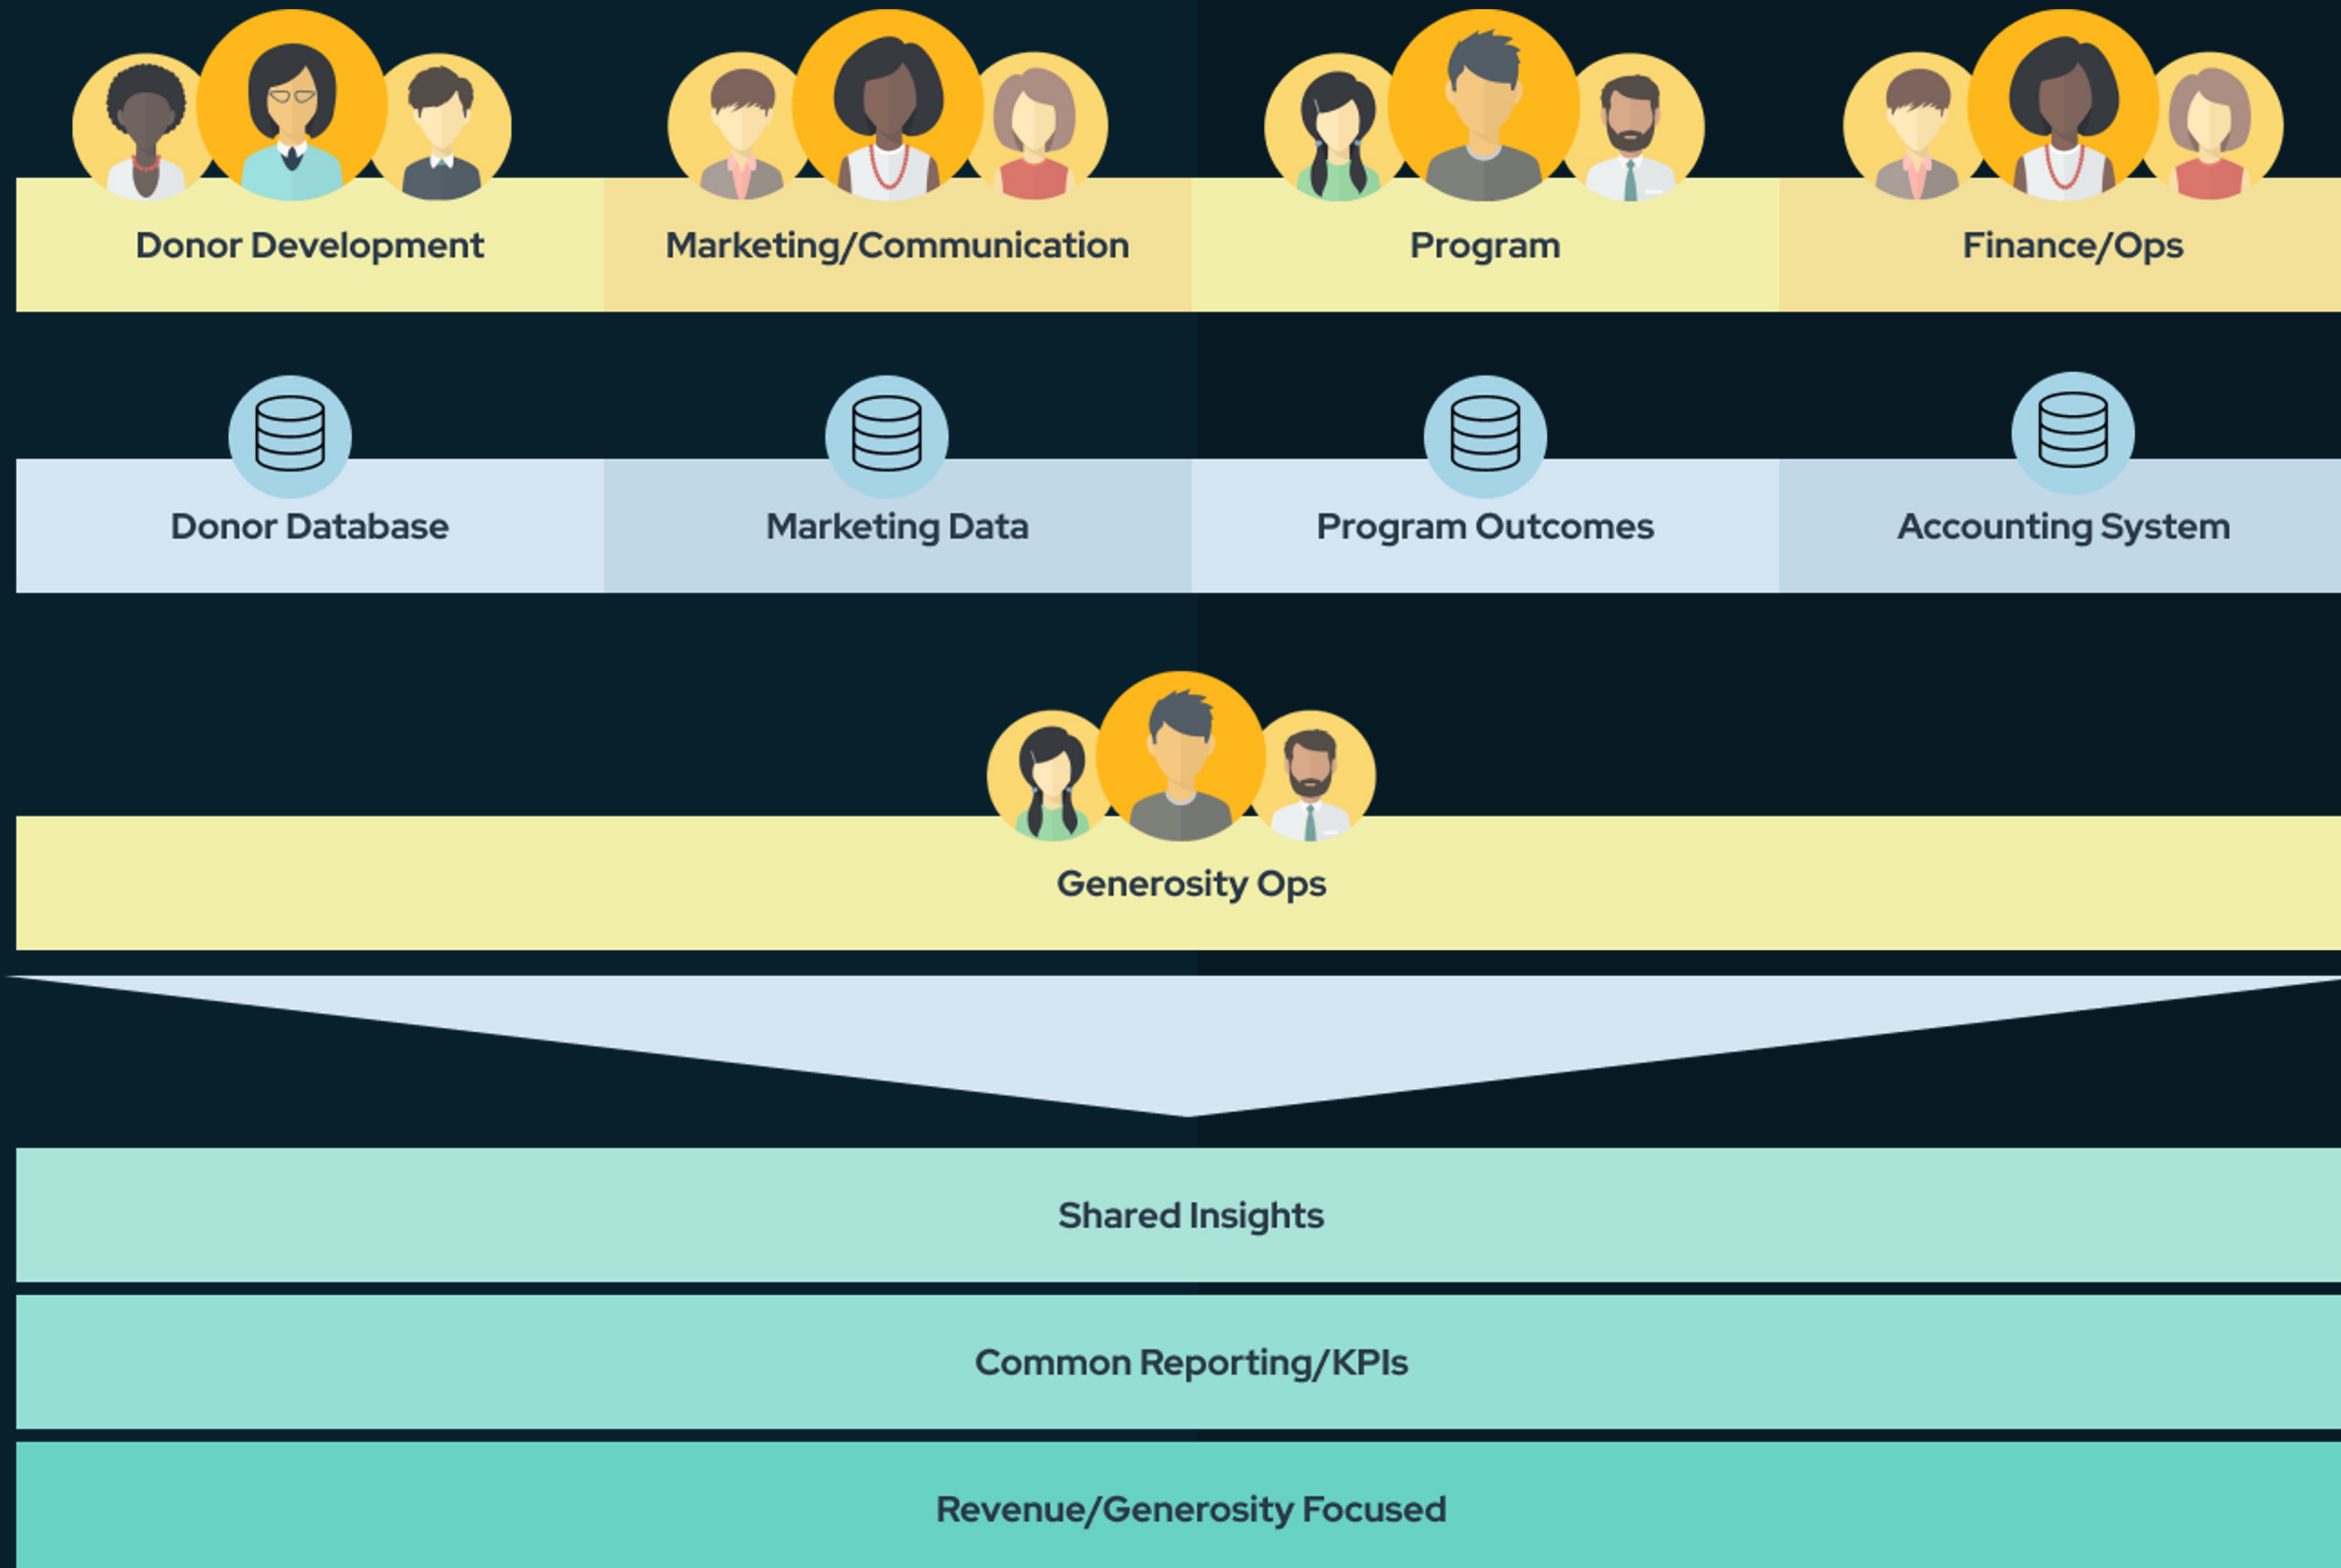 Donor Development
Marketing/Communication
Program
Finance/Ops
Donor Database
Marketing Data
Program Outcomes
Accounting System
Generosity Ops
Shared Insights
Common Reporting/KPIs
Revenue/Generosity Focused